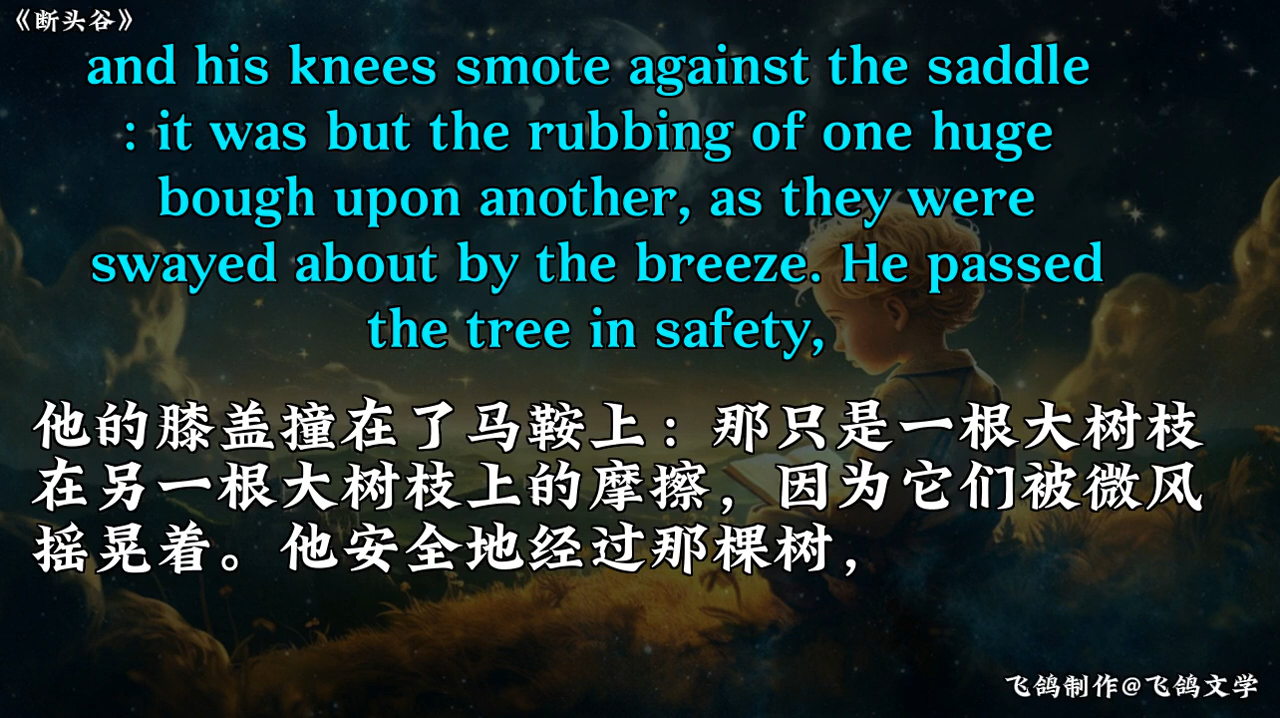 《断头谷》
and his knees smote against the saddle
: it was but the rubbing of one huge
bough upon another, as they were
swayed about by the breeze. He passed
the tree in safety,
他的膝盖撞在了马鞍上：那只是一根大树枝
在另一根大树枝上的摩擦，因为它们被微风
摇晃着。他安全地经过那棵树，
飞鸽制作@飞鸽文学